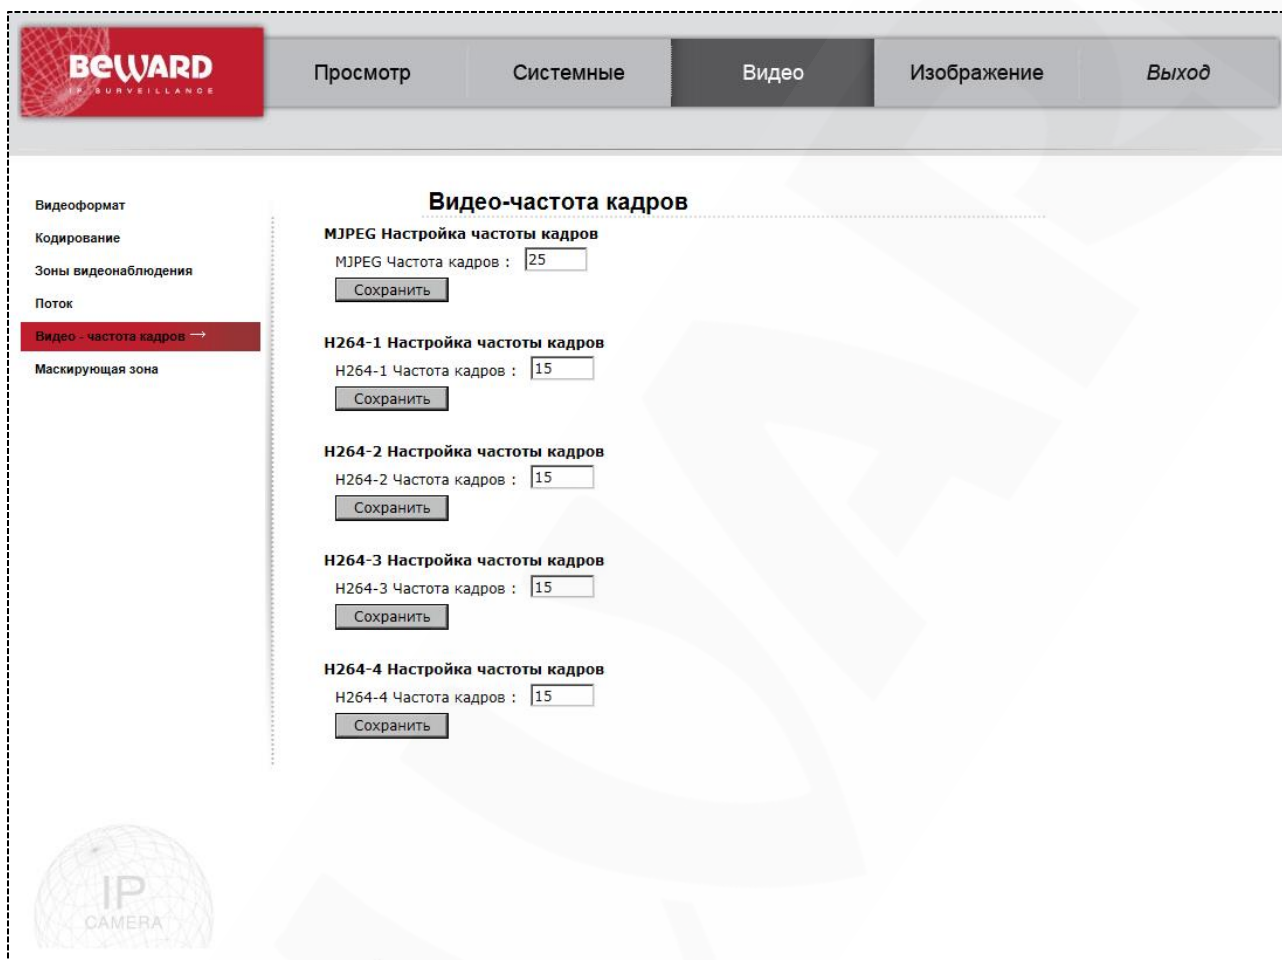 BEWARD
IP SURVEILLANCE
Просмотр Системные Видео Изображение Выход
Видеоформат
Кодирование
Зоны видеонаблюдения
Поток
Видео - частота кадров →
Маскирующая зона
Видео-частота кадров
MJPEG Настройка частоты кадров
MJPEG Частота кадров : 25
Сохранить
H264-1 Настройка частоты кадров
H264-1 Частота кадров : 15
Сохранить
H264-2 Настройка частоты кадров
H264-2 Частота кадров : 15
Сохранить
H264-3 Настройка частоты кадров
H264-3 Частота кадров : 15
Сохранить
H264-4 Настройка частоты кадров
H264-4 Частота кадров : 15
Сохранить
IP
CAMERA